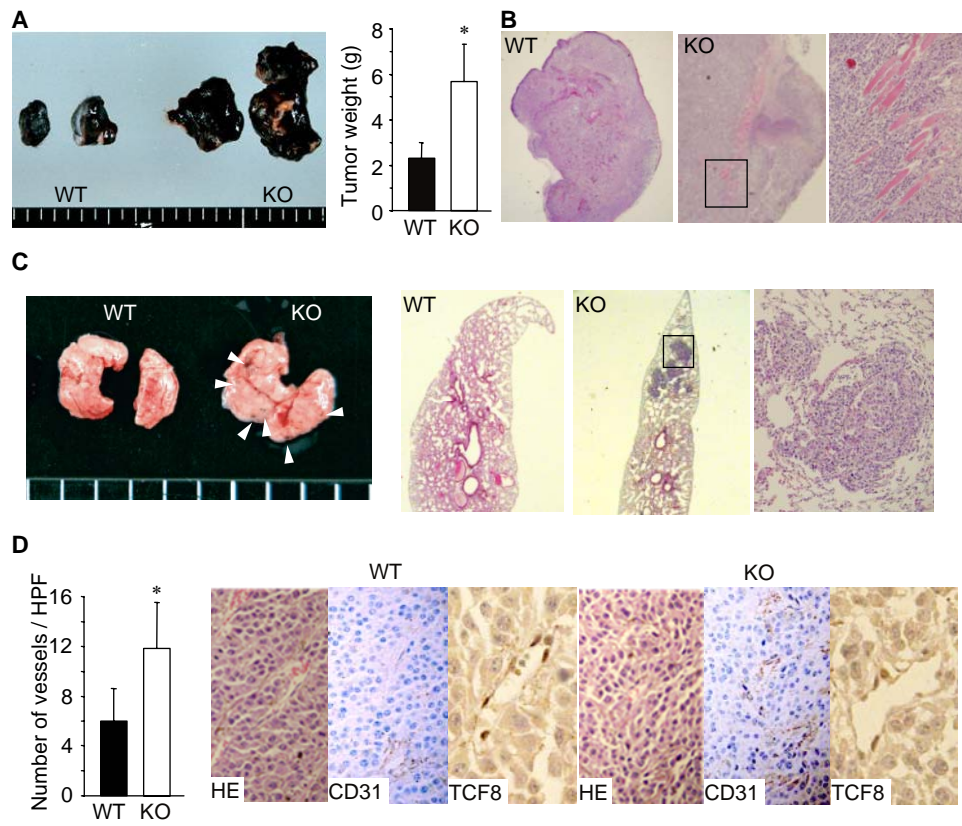 A
WT
KO
Tumor weight (g)
8
6
4
2
0
*
WT
KO
B
WT
KO
C
WT
KO
WT
KO
D
Number of vessels / HPF
16
12
8
4
0
*
WT
KO
WT
HE
CD31
TCF8
KO
HE
CD31
TCF8